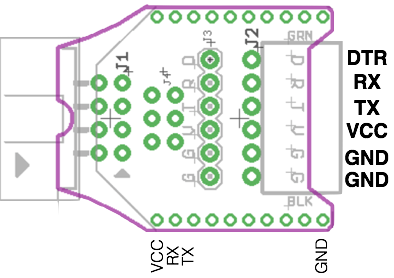 GRN
J1
J4
J3
J2
D
R
T
V
G
G
DTR
RX
TX
VCC
GND
GND
BLK
VCC
RX
TX
GND